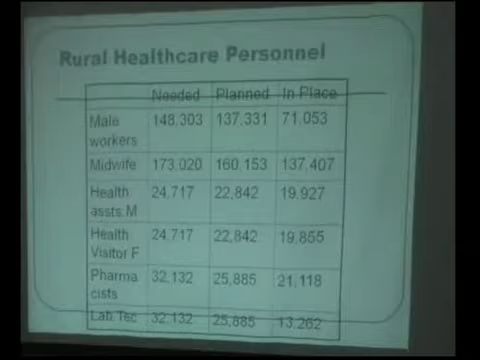 Rural Healthcare Personnel
Needed Planned In Place
Male workers 148,303 137,331 71,053
Midwife 173,020 160,153 137,407
Health assts.M 24,717 22,842 19,927
Health Visitor F 24,717 22,842 19,855
Pharma cists 32,132 25,885 21,118
Lab.Tec 32,132 25,885 13,262